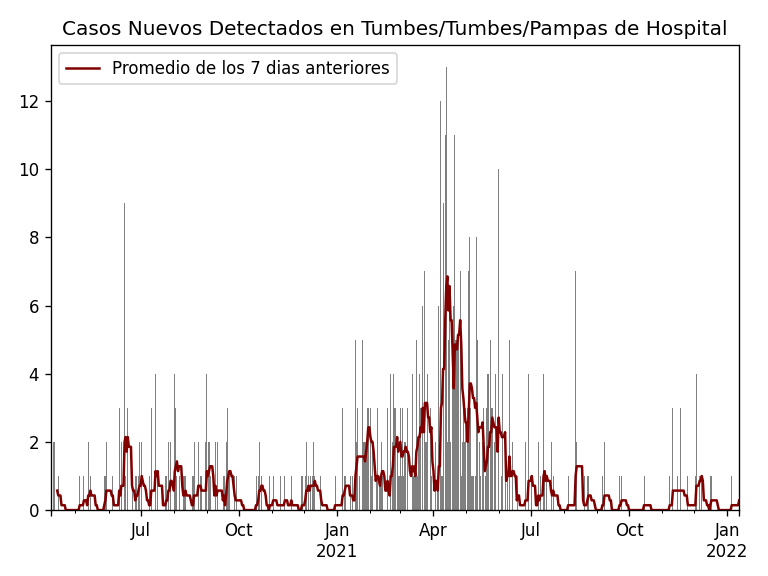 Casos Nuevos Detectados en Tumbes/Tumbes/Pampas de Hospital
Promedio de los 7 dias anteriores
12
10
8
6
4
2
0
Jul
Oct
Jan
2021
Apr
Jul
Oct
Jan
2022